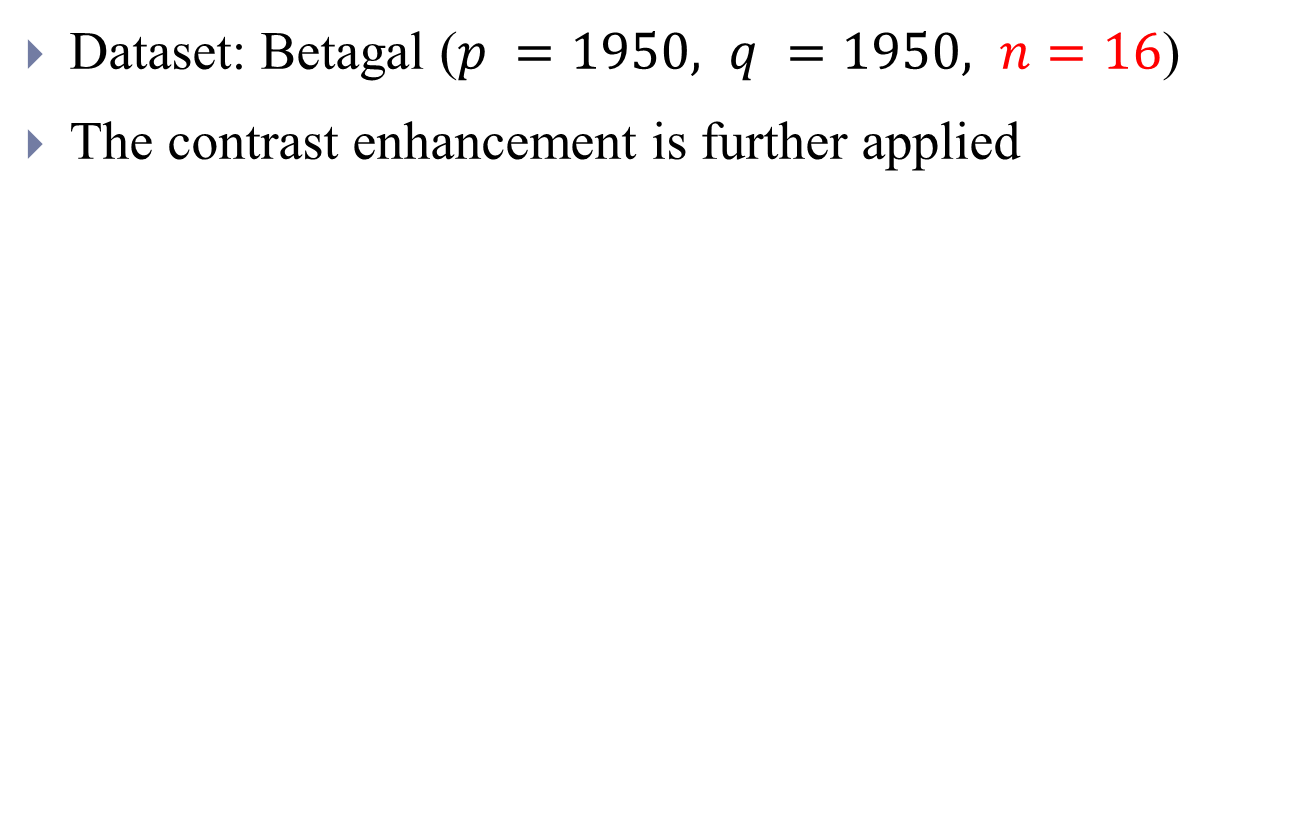 Dataset: Betagal (p = 1950, q = 1950, n = 16)
The contrast enhancement is further applied